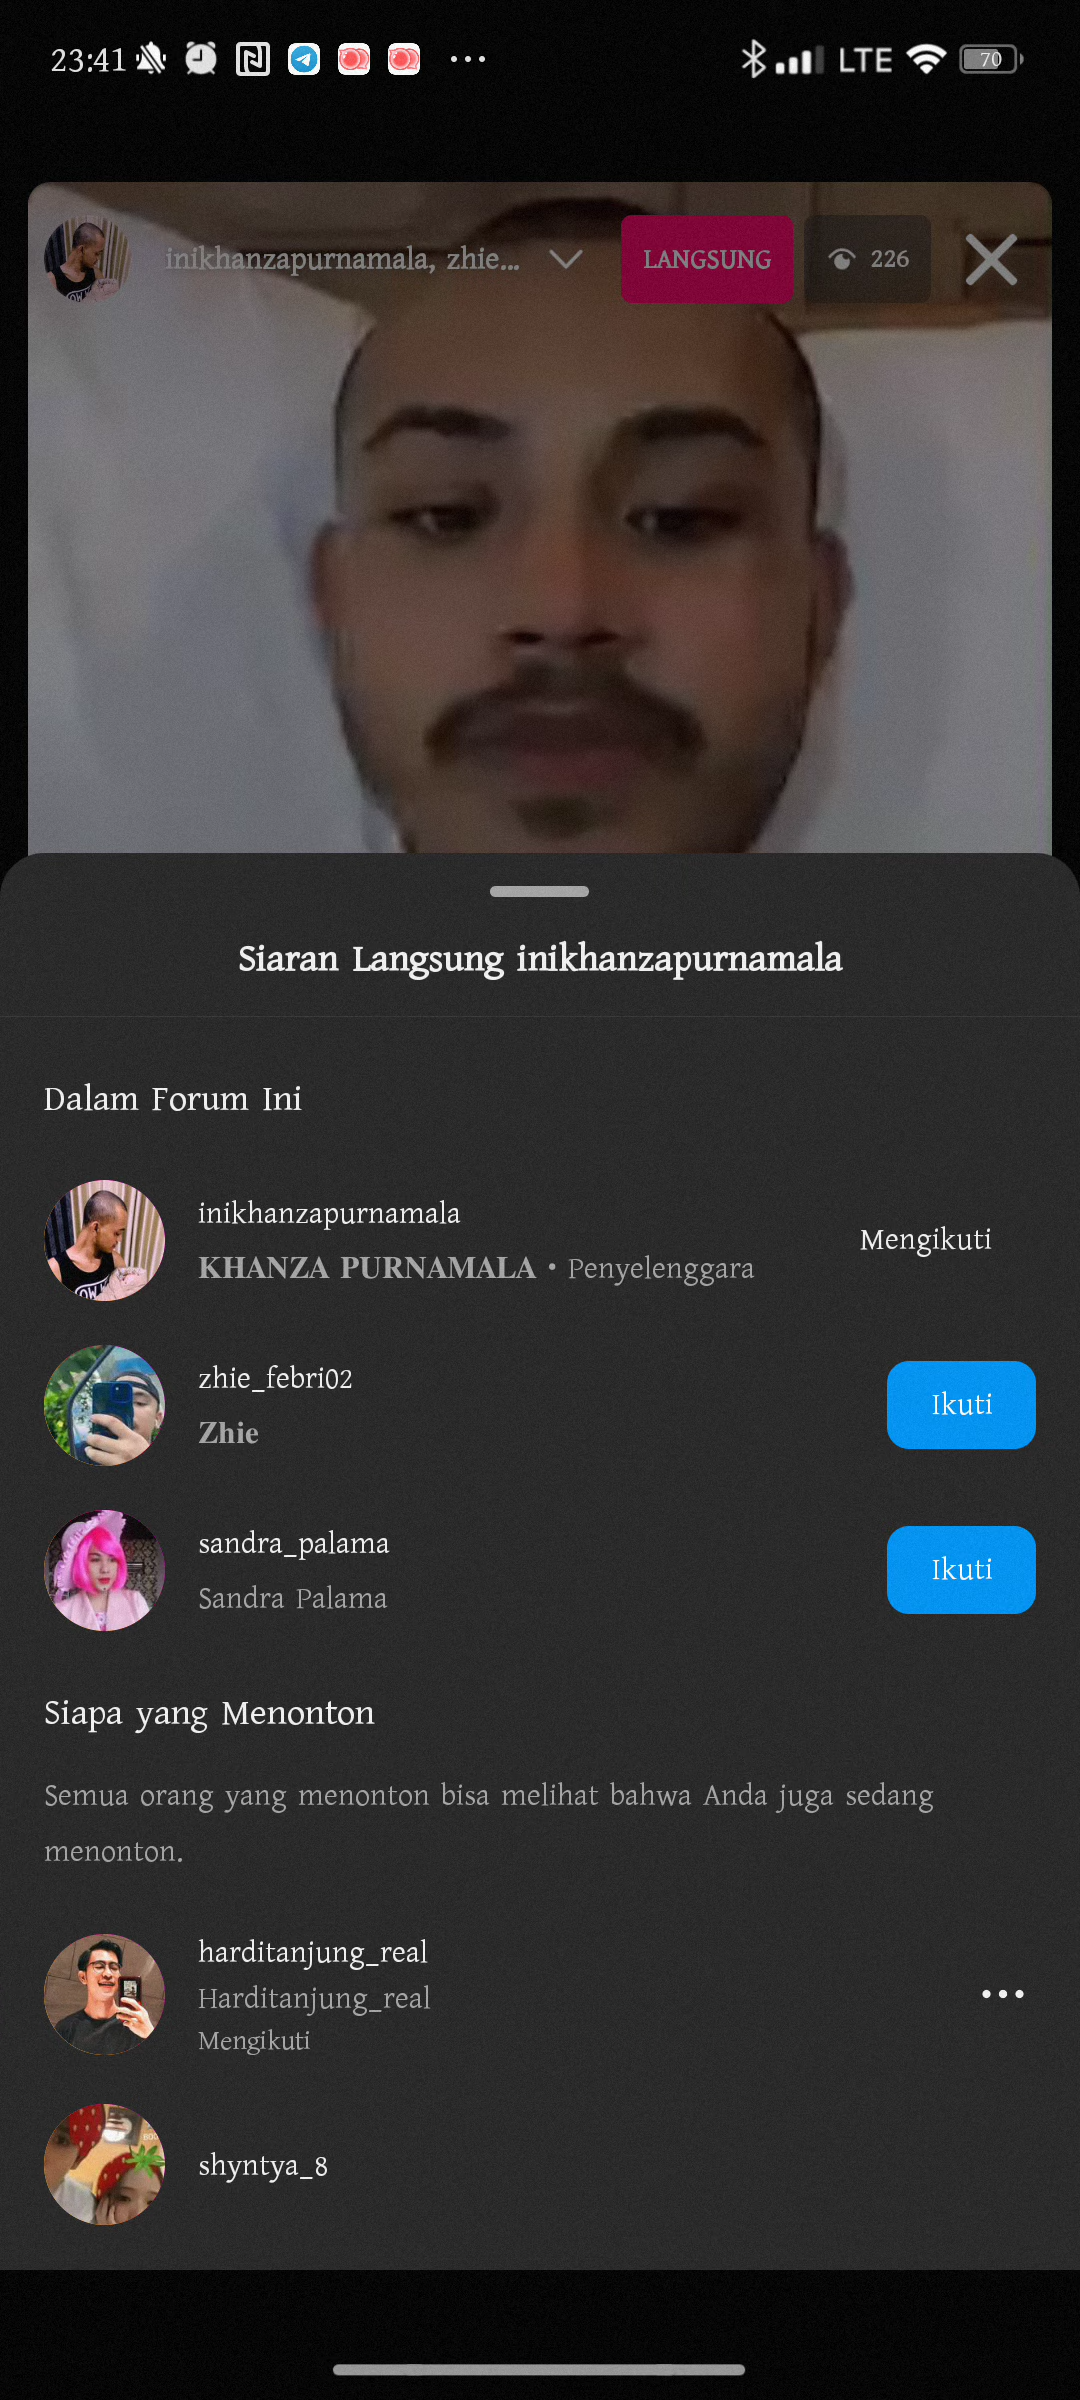 23:41 LTE 70
inikhanzapurnamala, zhie... LANGSUNG 226
Siaran Langsung inikhanzapurnamala
Dalam Forum Ini
inikhanzapurnamala
KHANZA PURNAMALA • Penyelenggara
Mengikuti
zhie_febri02
Zhie
Ikuti
sandra_palama
Sandra Palama
Ikuti
Siapa yang Menonton
Semua orang yang menonton bisa melihat bahwa Anda juga sedang
menonton.
harditanjung_real
Harditanjung_real
Mengikuti
shyntya_8